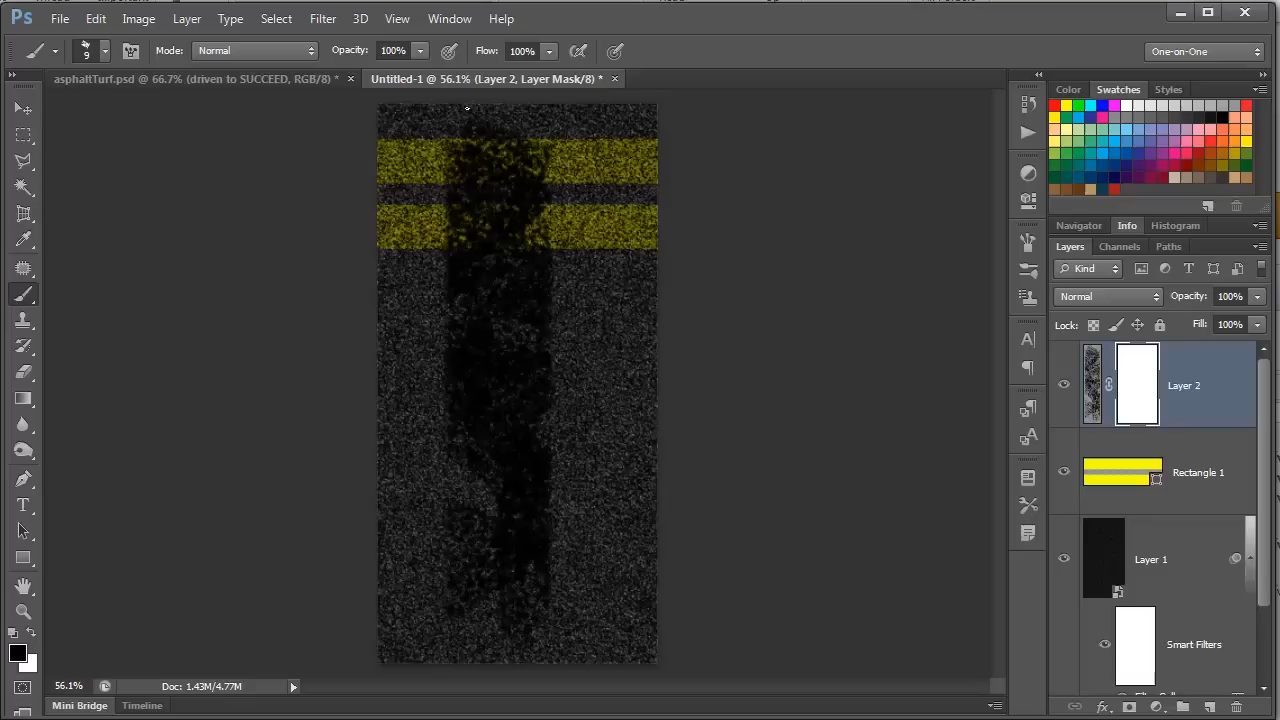 Ps File Edit Image Layer Type Select Filter 3D View Window Help
9 Mode: Normal Opacity: 100% Flow: 100% One-on-One
asphaltTurf.psd @ 66.7% (driven to SUCCEED, RGB/8) * × Untitled-1 @ 56.1% (Layer 2, Layer Mask/8) * ×
Color Swatches Styles
Navigator Info Histogram
Layers Channels Paths
Kind
Normal Opacity: 100%
Lock: Fill: 100%
Layer 2
Rectangle 1
Layer 1
Smart Filters
56.1% Doc: 1.43M/4.77M
Mini Bridge Timeline